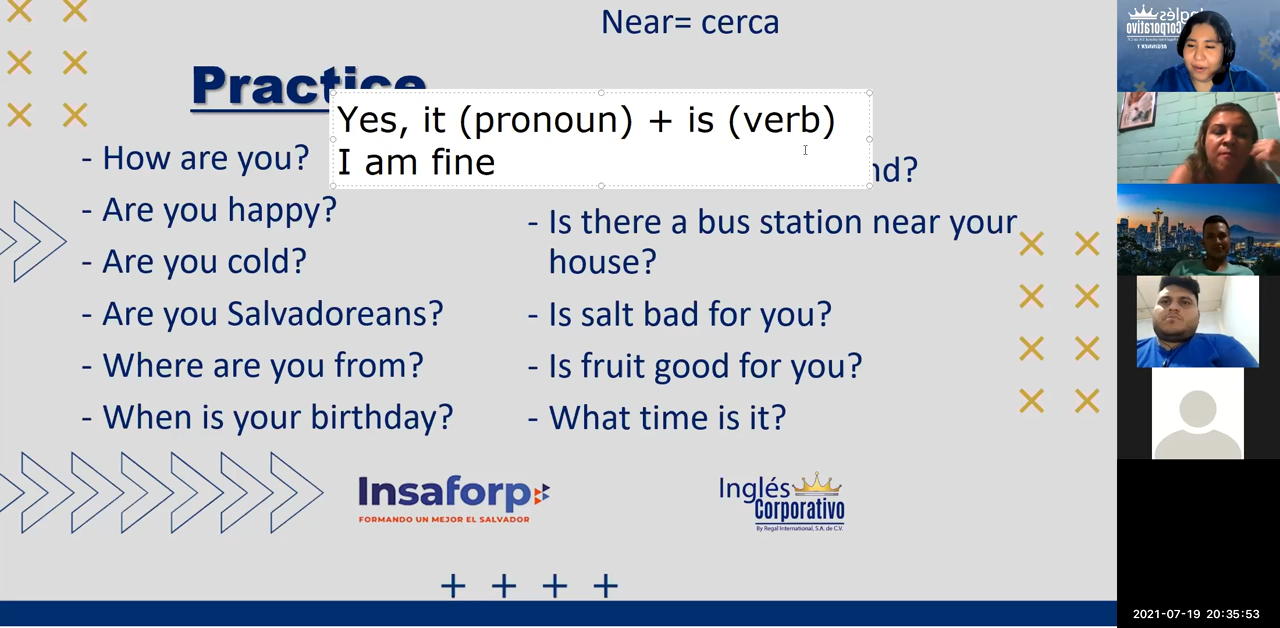 Near= cerca
Practice
Yes, it (pronoun) + is (verb)
I am fine
- How are you?
- Are you happy?
- Are you cold?
- Are you Salvadoreans?
- Where are you from?
- When is your birthday?
nd?
- Is there a bus station near your
house?
- Is salt bad for you?
- Is fruit good for you?
- What time is it?
Insaforp
FORMANDO UN MEJOR EL SALVADOR
Inglés
Corporativo
By Regal International, S.A. de C.V.
Inglés
Corporativo
2021-07-19 20:35:53